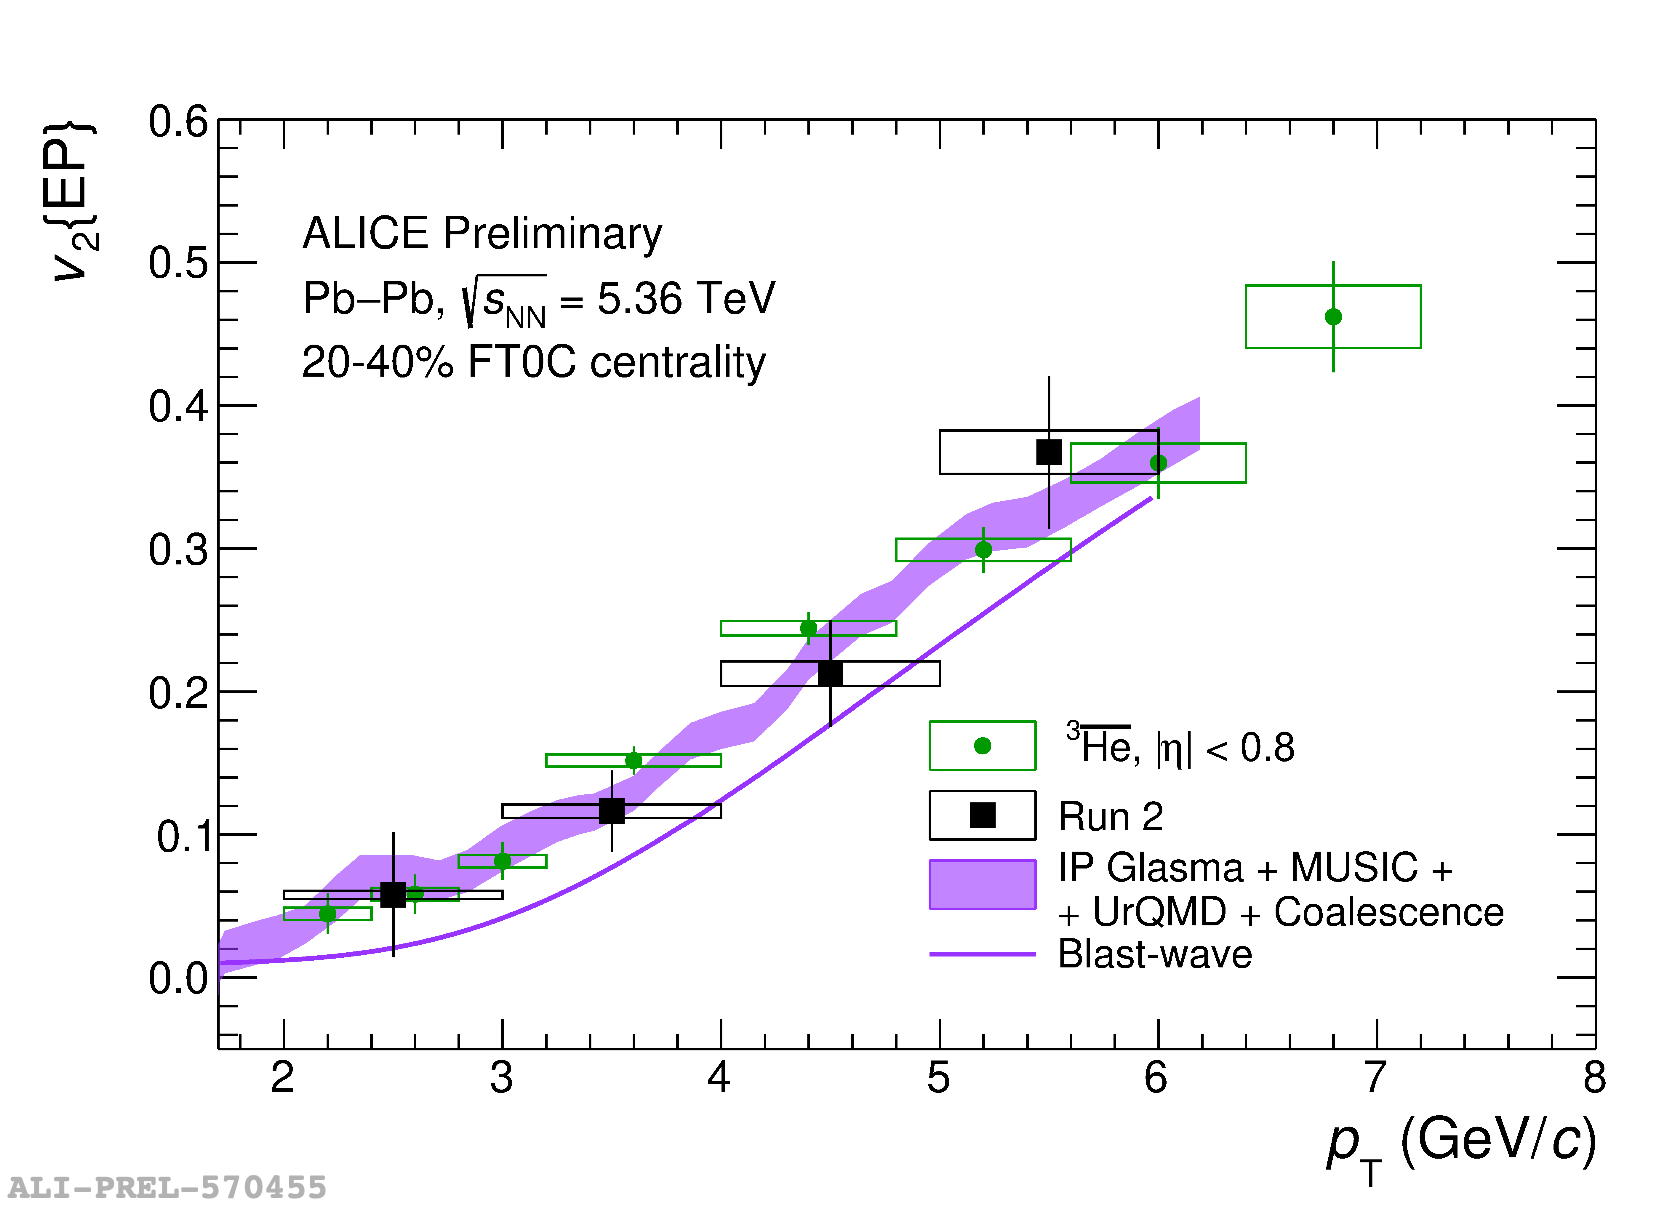 v2{EP}
0.6
0.5
0.4
0.3
0.2
0.1
0.0
ALICE Preliminary
Pb–Pb, √sNN = 5.36 TeV
20-40% FT0C centrality
3He, |η| < 0.8
Run 2
IP Glasma + MUSIC +
+ UrQMD + Coalescence
Blast-wave
2 3 4 5 6 7 8
pT (GeV/c)
ALI-PREL-570455